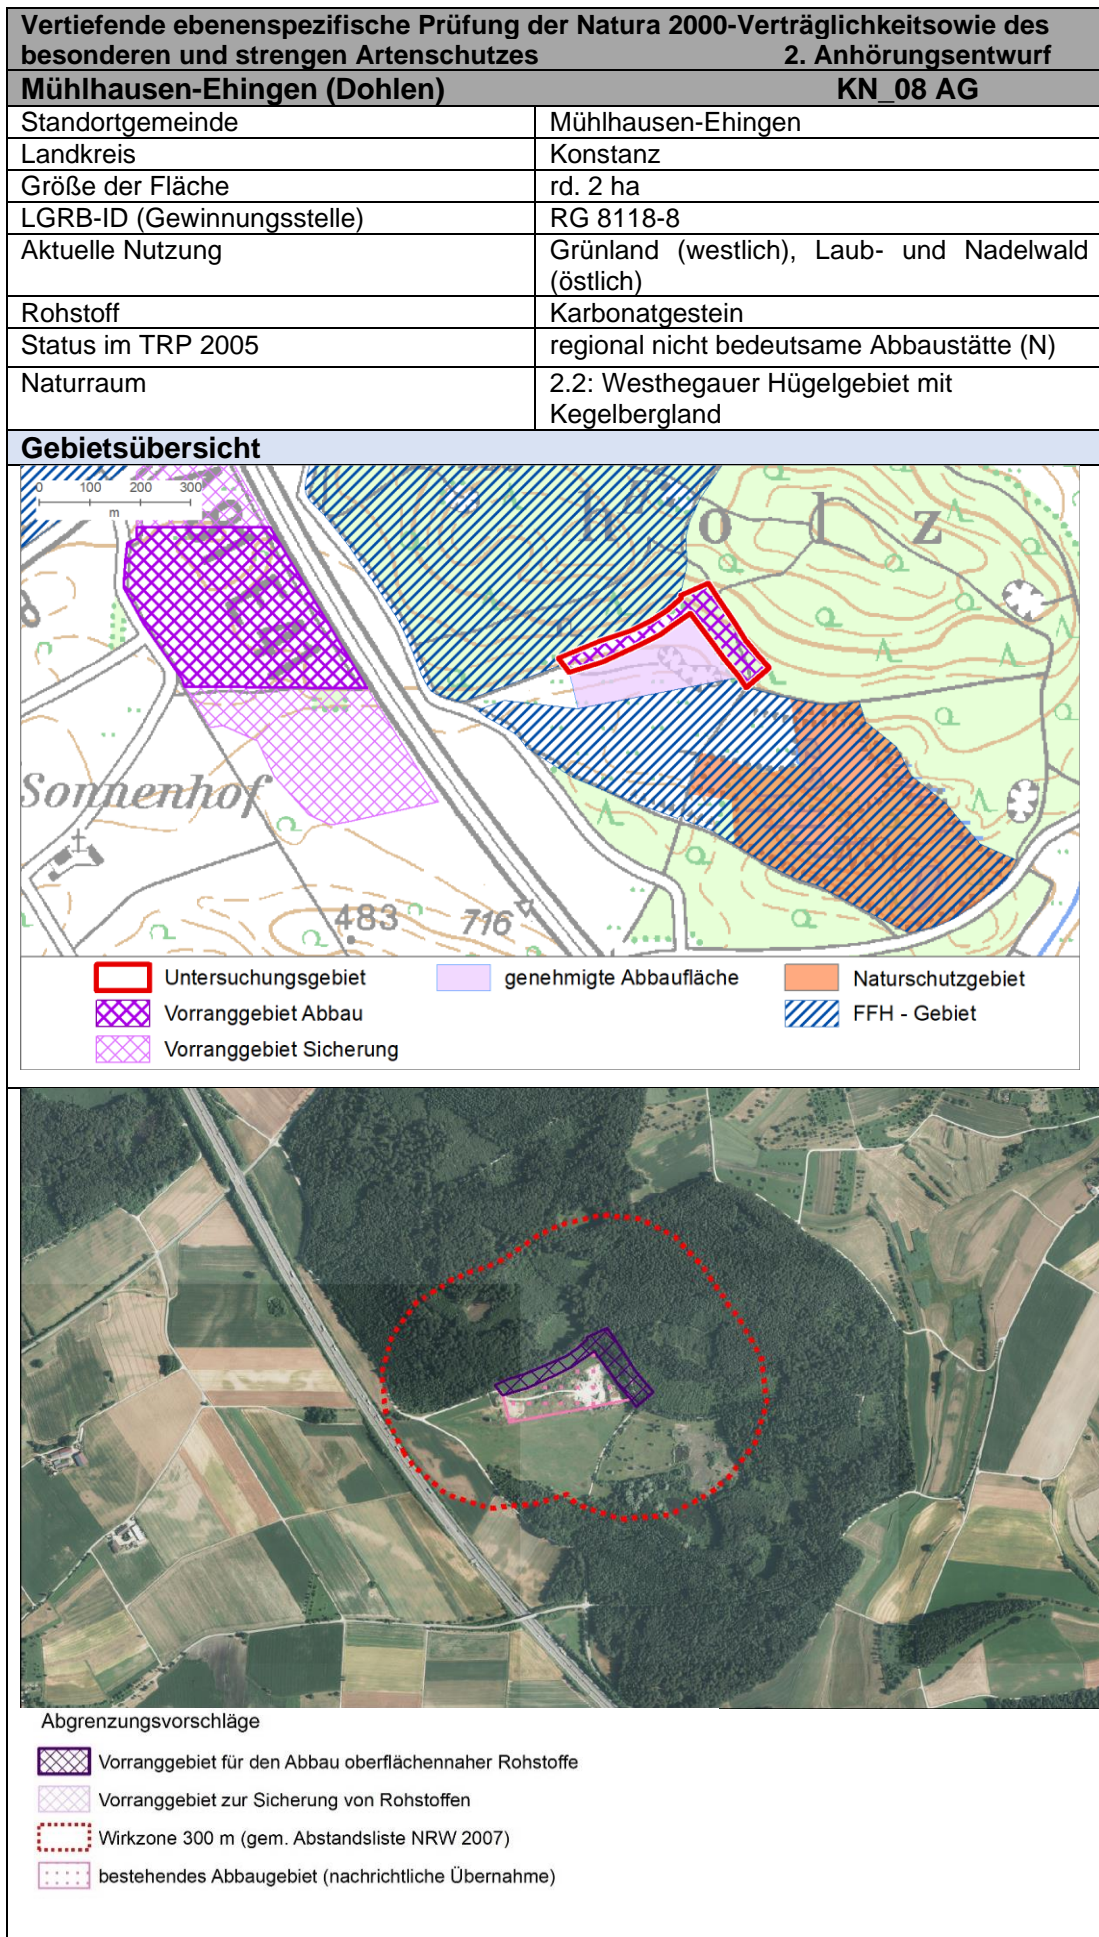 Vertiefende ebenenspezifische Prüfung der Natura 2000-Verträglichkeitsowie des
besonderen und strengen Artenschutzes 2. Anhörungsentwurf
Mühlhausen-Ehingen (Dohlen) KN_08 AG
Standortgemeinde Mühlhausen-Ehingen
Landkreis Konstanz
Größe der Fläche rd. 2 ha
LGRB-ID (Gewinnungsstelle) RG 8118-8
Aktuelle Nutzung Grünland (westlich), Laub- und Nadelwald
(östlich)
Rohstoff Karbonatgestein
Status im TRP 2005 regional nicht bedeutsame Abbaustätte (N)
Naturraum 2.2: Westhegauer Hügelgebiet mit
Kegelbergland
Gebietsübersicht
0 100 200 300
m
h o l z
Sonnenhof
483 716
Untersuchungsgebiet genehmigte Abbaufläche Naturschutzgebiet
Vorranggebiet Abbau FFH - Gebiet
Vorranggebiet Sicherung
Abgrenzungsvorschläge
Vorranggebiet für den Abbau oberflächennaher Rohstoffe
Vorranggebiet zur Sicherung von Rohstoffen
Wirkzone 300 m (gem. Abstandsliste NRW 2007)
bestehendes Abbaugebiet (nachrichtliche Übernahme)